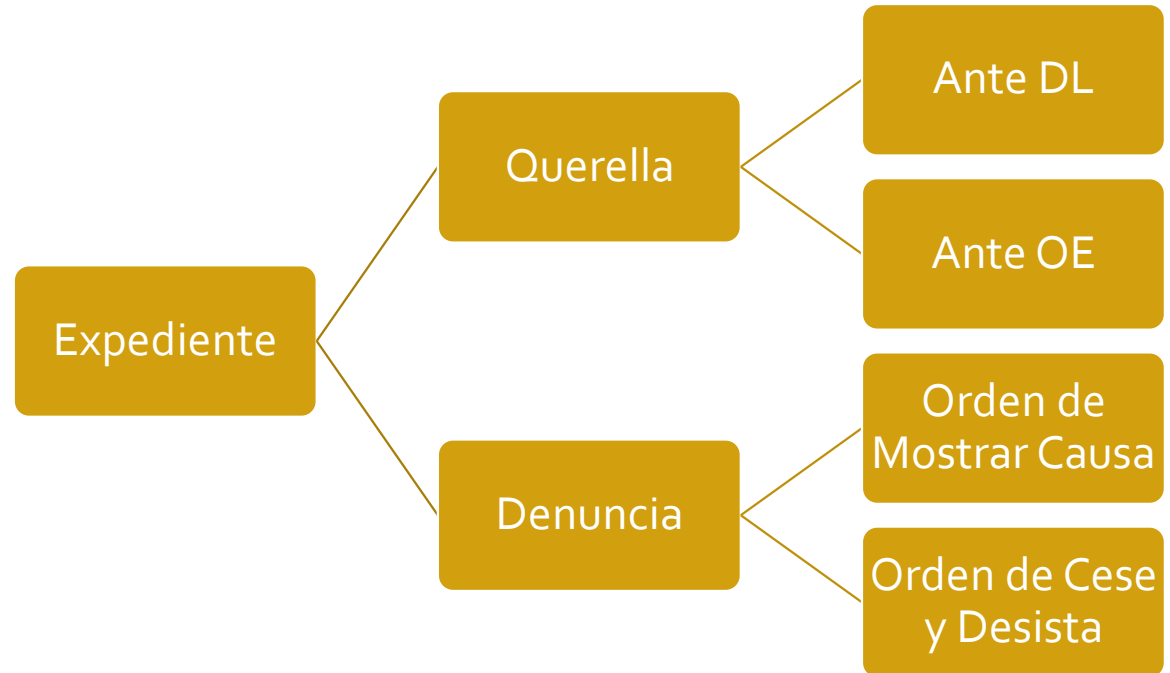 Expediente
Querella
Ante DL
Ante OE
Denuncia
Orden de
Mostrar Causa
Orden de Cese
y Desista